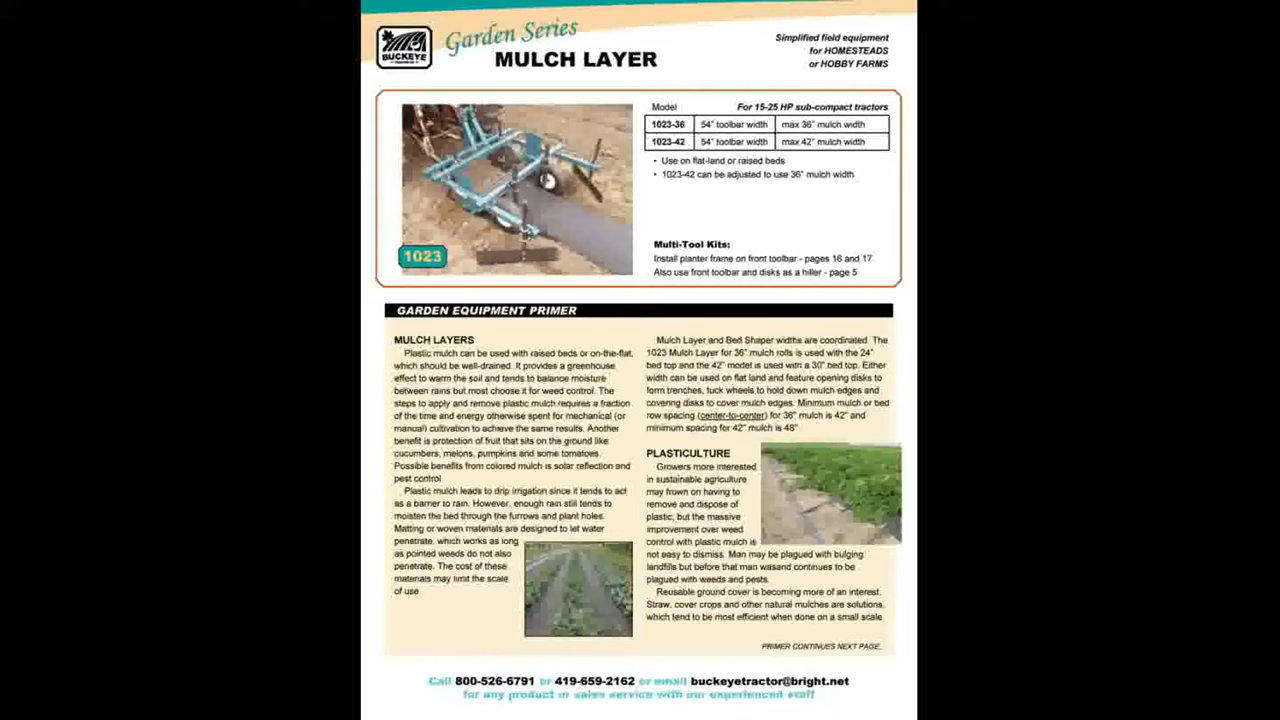 BUCKEYE
TRACTOR CO
Garden Series
MULCH LAYER
Simplified field equipment
for HOMESTEADS
or HOBBY FARMS
Model For 15-25 HP sub-compact tractors
1023-36 54" toolbar width max 36" mulch width
1023-42 54" toolbar width max 42" mulch width
• Use on flat-land or raised beds
• 1023-42 can be adjusted to use 36" mulch width
1023
Multi-Tool Kits:
Install planter frame on front toolbar - pages 16 and 17
Also use front toolbar and disks as a hiller - page 5
GARDEN EQUIPMENT PRIMER
MULCH LAYERS
Plastic mulch can be used with raised beds or on-the-flat,
which should be well-drained. It provides a greenhouse
effect to warm the soil and tends to balance moisture
between rains but most choose it for weed control. The
steps to apply and remove plastic mulch requires a fraction
of the time and energy otherwise spent for mechanical (or
manual) cultivation to achieve the same results. Another
benefit is protection of fruit that sits on the ground like
cucumbers, melons, pumpkins and some tomatoes.
Possible benefits from colored mulch is solar reflection and
pest control
Plastic mulch leads to drip irrigation since it tends to act
as a barrier to rain. However, enough rain still tends to
moisten the bed through the furrows and plant holes.
Matting or woven materials are designed to let water
penetrate, which works as long
as pointed weeds do not also
penetrate. The cost of these
materials may limit the scale
of use
Mulch Layer and Bed Shaper widths are coordinated The
1023 Mulch Layer for 36" mulch rolls is used with the 24"
bed top and the 42" model is used with a 30" bed top. Either
width can be used on flat land and feature opening disks to
form trenches, tuck wheels to hold down mulch edges and
covering disks to cover mulch edges. Minimum mulch or bed
row spacing (center-to-center) for 36" mulch is 42" and
minimum spacing for 42" mulch is 48"
PLASTICULTURE
Growers more interested
in sustainable agriculture
may frown on having to
remove and dispose of
plastic, but the massive
improvement over weed
control with plastic mulch is
not easy to dismiss. Man may be plagued with bulging
landfills but before that man wasand continues to be
plagued with weeds and pests.
Reusable ground cover is becoming more of an interest.
Straw, cover crops and other natural mulches are solutions,
which tend to be most efficient when done on a small scale
PRIMER CONTINUES NEXT PAGE.
Call 800-526-6791 or 419-659-2162 or email buckeyetractor@bright.net
for any product or sales service with our experienced staff